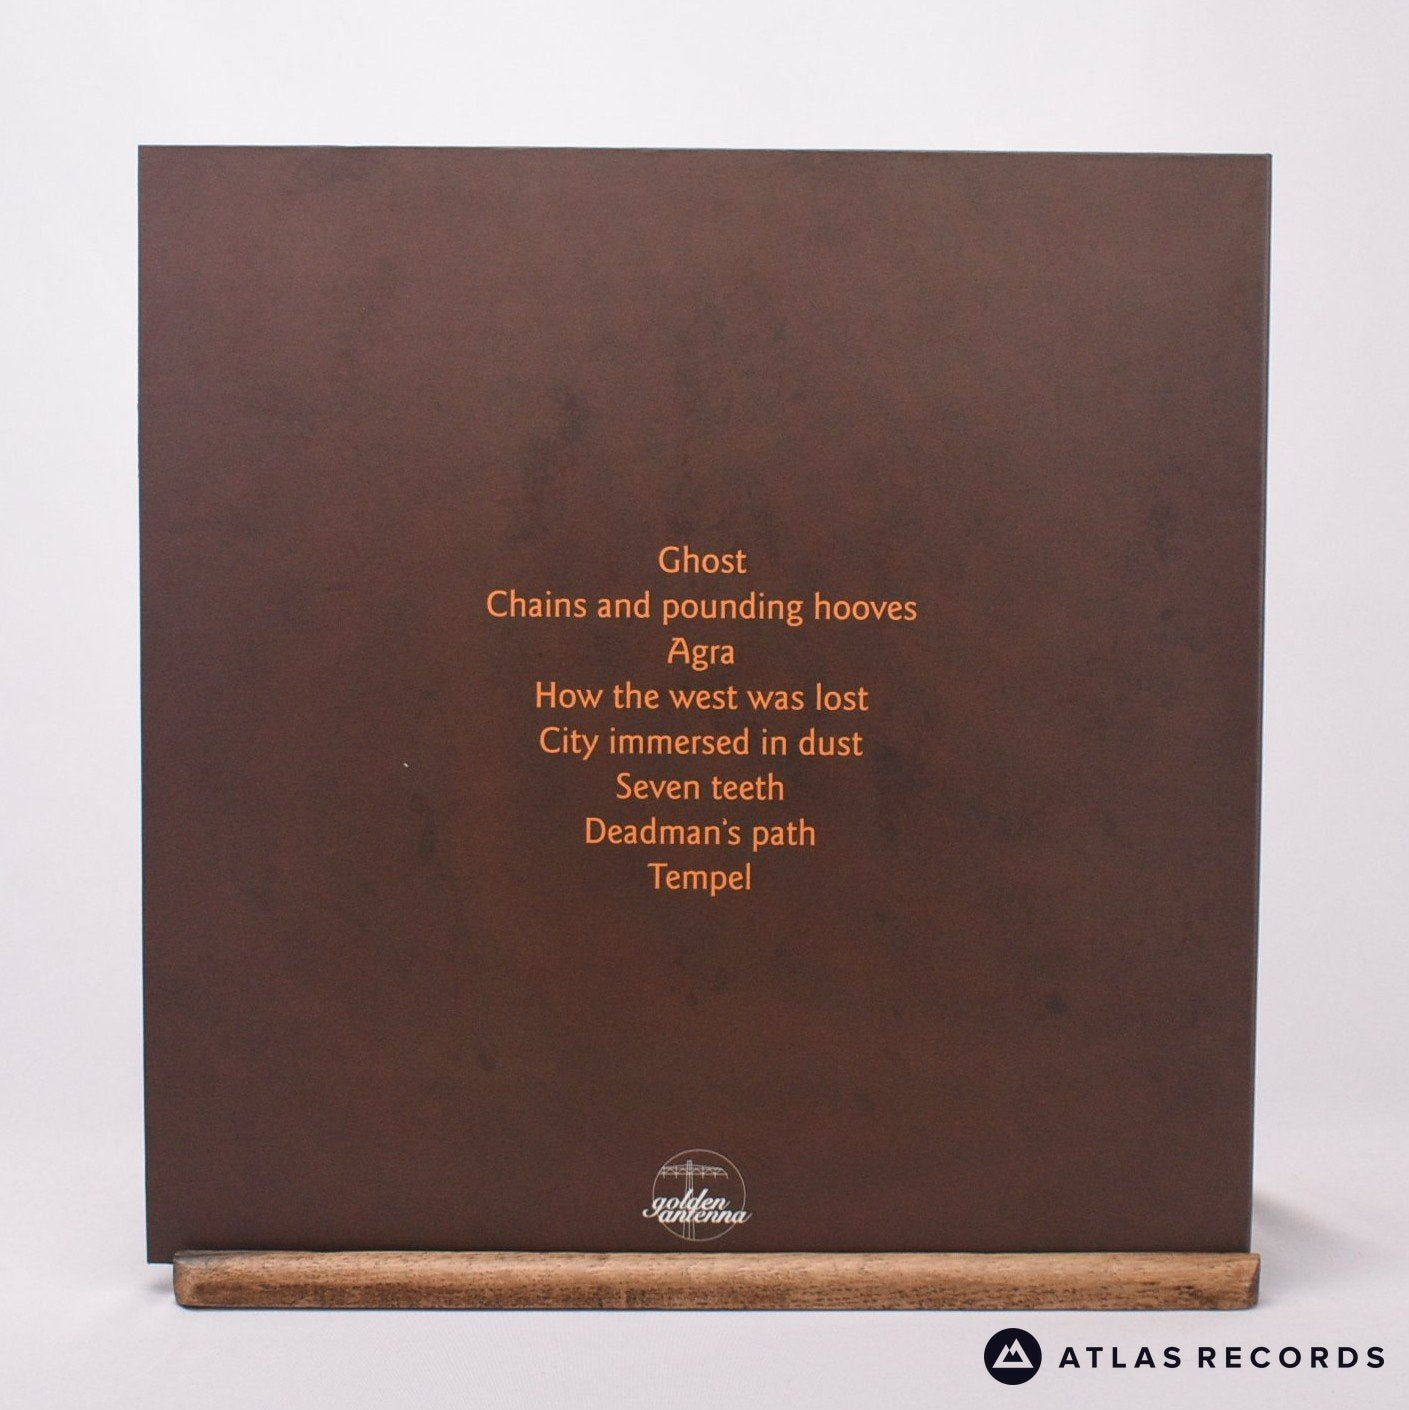 Ghost
Chains and pounding hooves
Agra
How the west was lost
City immersed in dust
Seven teeth
Deadman‘s path
Tempel
golden
antenna
ATLAS RECORDS